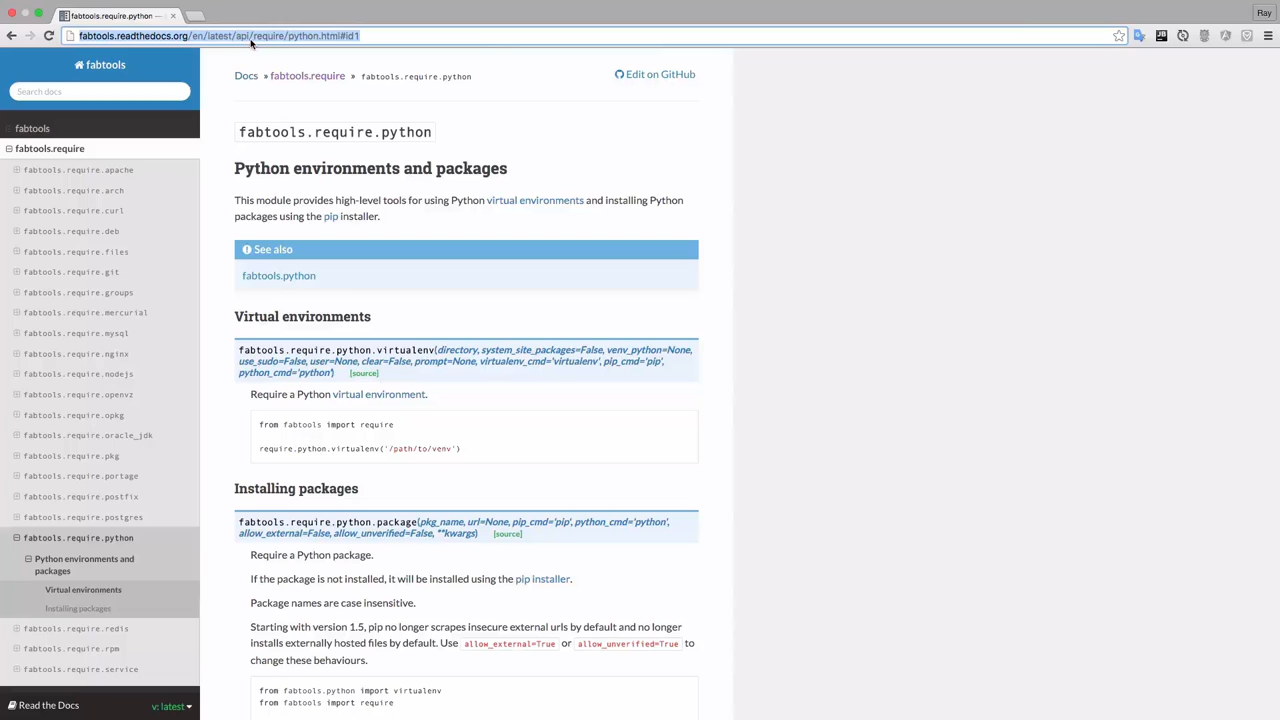 fabtools.require.python —
Ray
fabtools.readthedocs.org/en/latest/api/require/python.html#id1
fabtools
Search docs
fabtools
fabtools.require
fabtools.require.apache
fabtools.require.arch
fabtools.require.curl
fabtools.require.deb
fabtools.require.files
fabtools.require.git
fabtools.require.groups
fabtools.require.mercurial
fabtools.require.mysql
fabtools.require.nginx
fabtools.require.nodejs
fabtools.require.openvz
fabtools.require.opkg
fabtools.require.oracle_jdk
fabtools.require.pkg
fabtools.require.portage
fabtools.require.postfix
fabtools.require.postgres
fabtools.require.python
Python environments and
packages
Virtual environments
Installing packages
fabtools.require.redis
fabtools.require.rpm
fabtools.require.service
Read the Docs
v: latest
Docs » fabtools.require » fabtools.require.python
Edit on GitHub
fabtools.require.python
Python environments and packages
This module provides high-level tools for using Python virtual environments and installing Python
packages using the pip installer.
See also
fabtools.python
Virtual environments
fabtools.require.python.virtualenv(directory, system_site_packages=False, venv_python=None,
use_sudo=False, user=None, clear=False, prompt=None, virtualenv_cmd='virtualenv', pip_cmd='pip',
python_cmd='python') [source]
Require a Python virtual environment.
from fabtools import require
require.python.virtualenv('/path/to/venv')
Installing packages
fabtools.require.python.package(pkg_name, url=None, pip_cmd='pip', python_cmd='python',
allow_external=False, allow_unverified=False, **kwargs) [source]
Require a Python package.
If the package is not installed, it will be installed using the pip installer.
Package names are case insensitive.
Starting with version 1.5, pip no longer scrapes insecure external urls by default and no longer
installs externally hosted files by default. Use allow_external=True or allow_unverified=True to
change these behaviours.
from fabtools.python import virtualenv
from fabtools import require